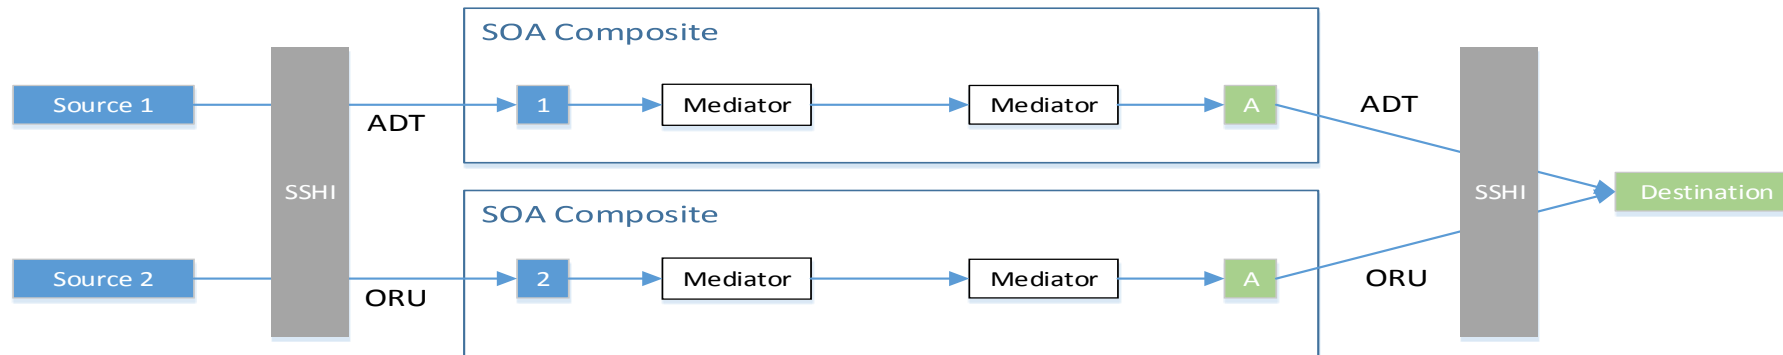 SOA Composite
Source 1
SSHI
ADT
1
Mediator
Mediator
A
ADT
SSHI
Destination
SOA Composite
Source 2
ORU
2
Mediator
Mediator
A
ORU